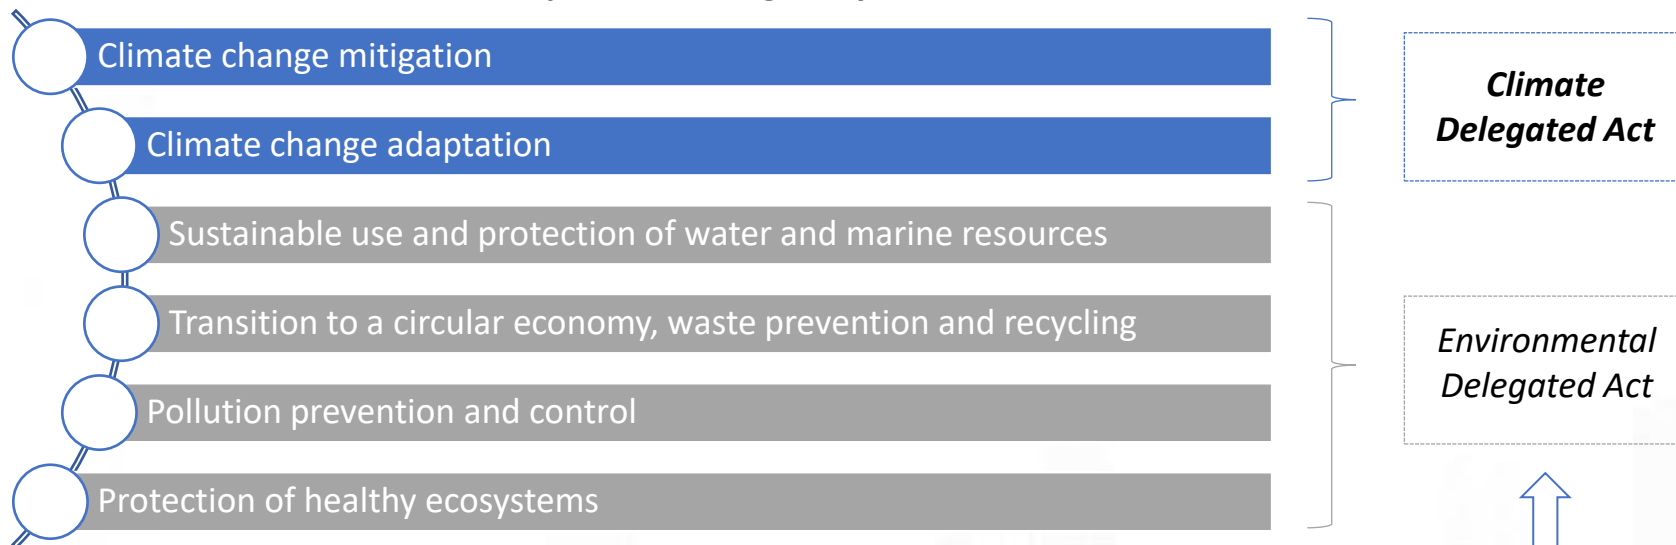 Climate change mitigation
Climate change adaptation
Sustainable use and protection of water and marine resources
Transition to a circular economy, waste prevention and recycling
Pollution prevention and control
Protection of healthy ecosystems
Climate
Delegated Act
Environmental
Delegated Act